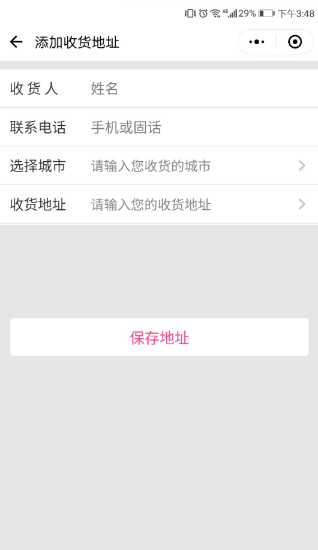 29% 下午3:48
添加收货地址
收 货 人 姓名
联系电话 手机或固话
选择城市 请输入您收货的城市
收货地址 请输入您的收货地址
保存地址